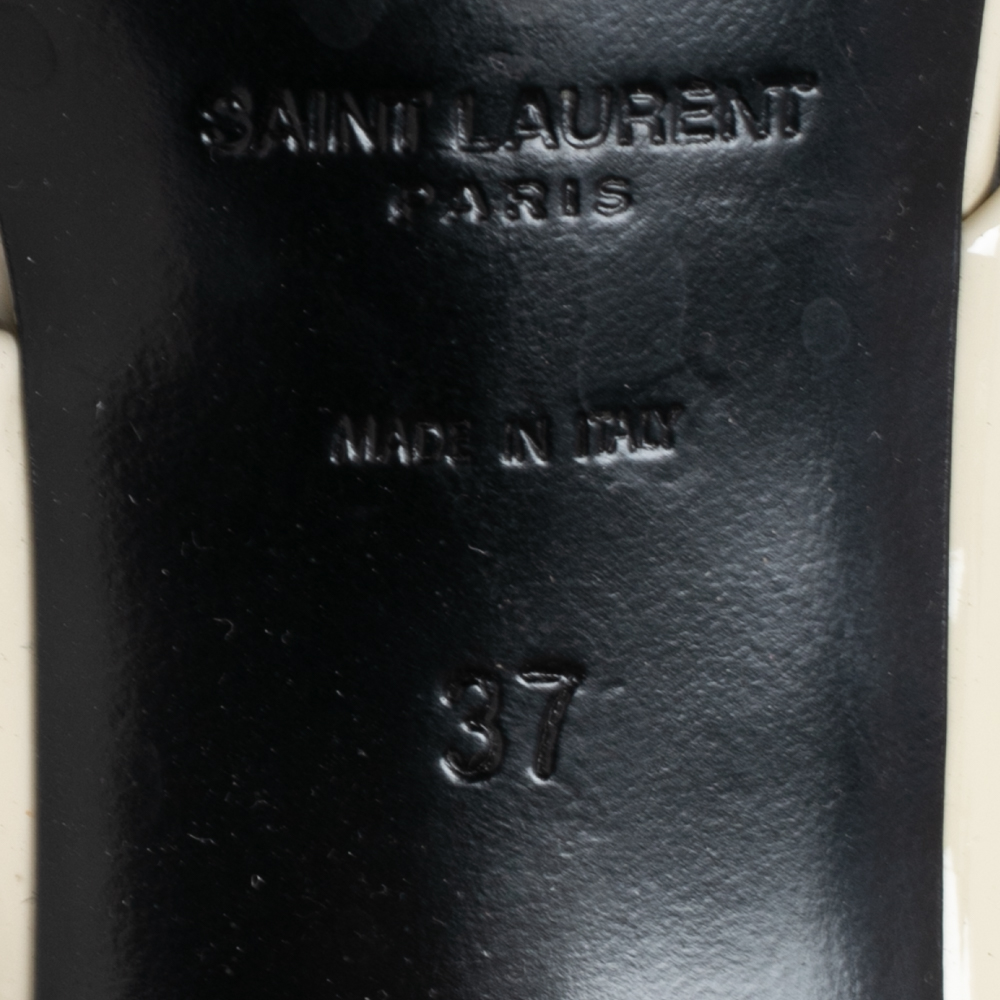 SAINT LAURENT
PARIS
MADE IN ITALY
37